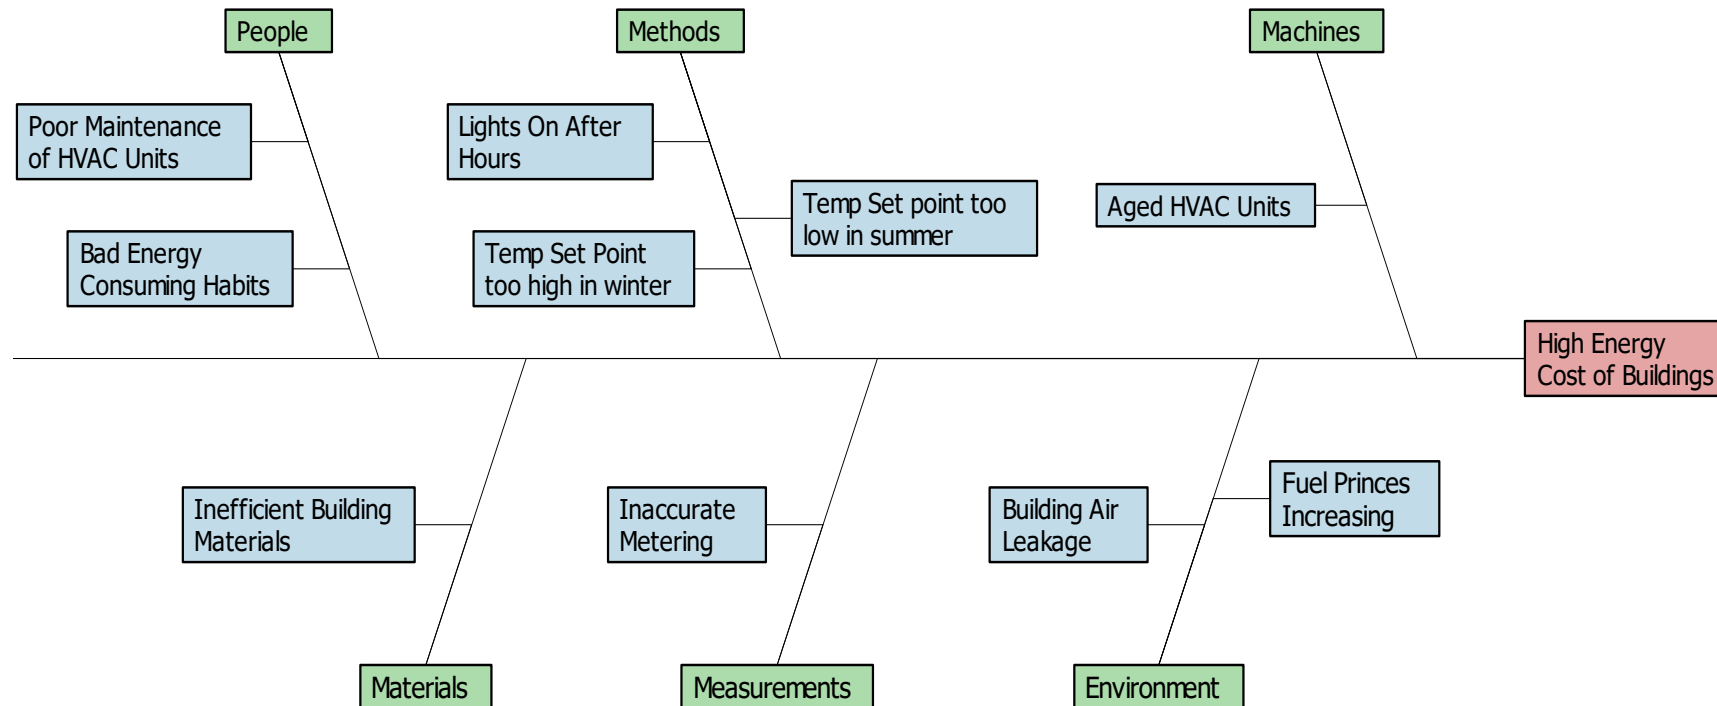 People
Methods
Machines
Poor Maintenance
of HVAC Units
Lights On After
Hours
Temp Set point too
low in summer
Aged HVAC Units
Bad Energy
Consuming Habits
Temp Set Point
too high in winter
High Energy
Cost of Buildings
Inefficient Building
Materials
Inaccurate
Metering
Building Air
Leakage
Fuel Princes
Increasing
Materials
Measurements
Environment